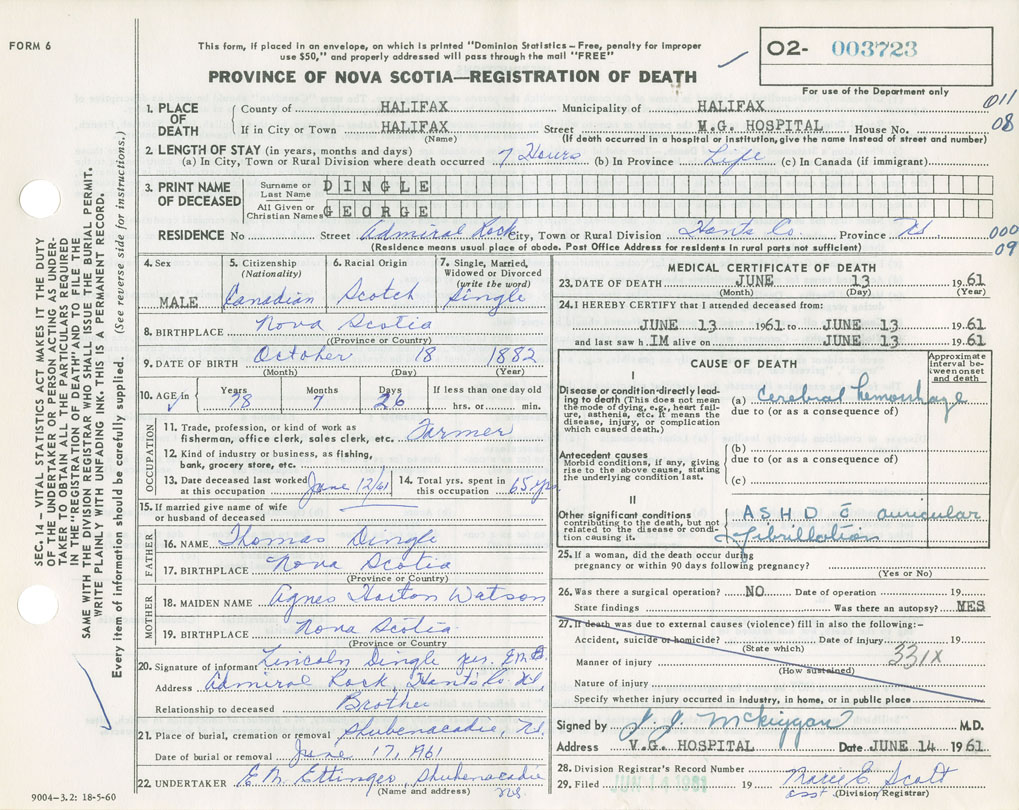 FORM 6
This form, if placed in an envelope, on which is printed "Dominion Statistics – Free, penalty for improper
use $50," and properly addressed will pass through the mail "FREE"
O2- 003723
PROVINCE OF NOVA SCOTIA—REGISTRATION OF DEATH
For use of the Department only
011
08
1. PLACE OF DEATH
County of HALIFAX Municipality of HALIFAX
If in City or Town HALIFAX Street V.G. HOSPITAL House No.
(Name) (If death occurred in a hospital or institution, give the name instead of street and number)
2. LENGTH OF STAY (in years, months and days)
(a) In City, Town or Rural Division where death occurred 7 Hours (b) In Province Life (c) In Canada (if immigrant)
3. PRINT NAME OF DECEASED
Surname or Last Name DINGLE
All Given or Christian Names GEORGE
RESIDENCE No Street Admiral Rock City, Town or Rural Division Hants Co. Province NS
000
09
(Residence means usual place of abode. Post Office Address for residents in rural parts not sufficient)
4. Sex MALE
5. Citizenship (Nationality) Canadian
6. Racial Origin Scotch
7. Single, Married, Widowed or Divorced (write the word) Single
8. BIRTHPLACE Nova Scotia
(Province or Country)
9. DATE OF BIRTH October 18 1882
(Month) (Day) (Year)
10. AGE in Years 78 Months 7 Days 26 If less than one day old hrs. or min.
OCCUPATION
11. Trade, profession or kind of work as
fisherman, office clerk, sales clerk, etc. Farmer
12. Kind of industry or business, as fishing,
bank, grocery store, etc.
13. Date deceased last worked at this occupation June 12/61
14. Total yrs. spent in this occupation 65 yrs.
15. If married give name of wife
or husband of deceased
FATHER
16. NAME Thomas Dingle
17. BIRTHPLACE Nova Scotia
(Province or Country)
MOTHER
18. MAIDEN NAME Agnes Horton Watson
19. BIRTHPLACE Nova Scotia
(Province or Country)
20. Signature of informant Lincoln Dingle per. E.M.E.
Address Admiral Rock, Hants Co. NS,
Relationship to deceased Brother
21. Place of burial, cremation or removal Shubenacadie, NS.
Date of burial or removal June 17, 1961
22. UNDERTAKER E.M. Ettinger, Shubenacadie
(Name and address) NS.
MEDICAL CERTIFICATE OF DEATH
23. DATE OF DEATH JUNE 13 1961
(Month) (Day) (Year)
24. I HEREBY CERTIFY that I attended deceased from:
JUNE 13 1961 to JUNE 13 1961
and last saw h IM alive on JUNE 13 1961
CAUSE OF DEATH
Approximate interval between onset and death
I
Disease or condition directly leading to death (This does not mean the mode of dying, e.g., heart failure, asthenia, etc. It means the disease, injury, or complication which caused death.)
(a) Cerebral hemorrhage
due to (or as a consequence of)
Antecedent causes
Morbid conditions, if any, giving rise to the above cause, stating the underlying condition last.
(b)
due to (or as a consequence of)
(c)
II
Other significant conditions
contributing to the death, but not related to the disease or condition causing it.
ASHD c̄ auricular
fibrillation
25. If a woman, did the death occur during
pregnancy or within 90 days following pregnancy?
(Yes or No)
26. Was there a surgical operation? NO Date of operation 19
State findings Was there an autopsy? YES
27. If death was due to external causes (violence) fill in also the following:-
Accident, suicide or homicide? Date of injury 19
(State which)
331X
Manner of injury
(How sustained)
Nature of injury
Specify whether injury occurred in industry, in home, or in public place
Signed by J. J. McKiggan M.D.
Address V.G. HOSPITAL Date JUNE 14 1961
28. Division Registrar's Record Number
29. Filed 19 Marie E. Scott
asst. (Division Registrar)
9004—3.2: 18-5-60
SEC. 14 – VITAL STATISTICS ACT MAKES IT THE DUTY
OF THE UNDERTAKER OR PERSON ACTING AS UNDER-
TAKER TO OBTAIN ALL THE PARTICULARS REQUIRED
IN THE "REGISTRATION OF DEATH" AND TO FILE THE
SAME WITH THE DIVISION REGISTRAR WHO SHALL ISSUE THE BURIAL PERMIT.
WRITE PLAINLY WITH UNFADING INK. THIS IS A PERMANENT RECORD.
Every item of information should be carefully supplied. (See reverse side for instructions.)